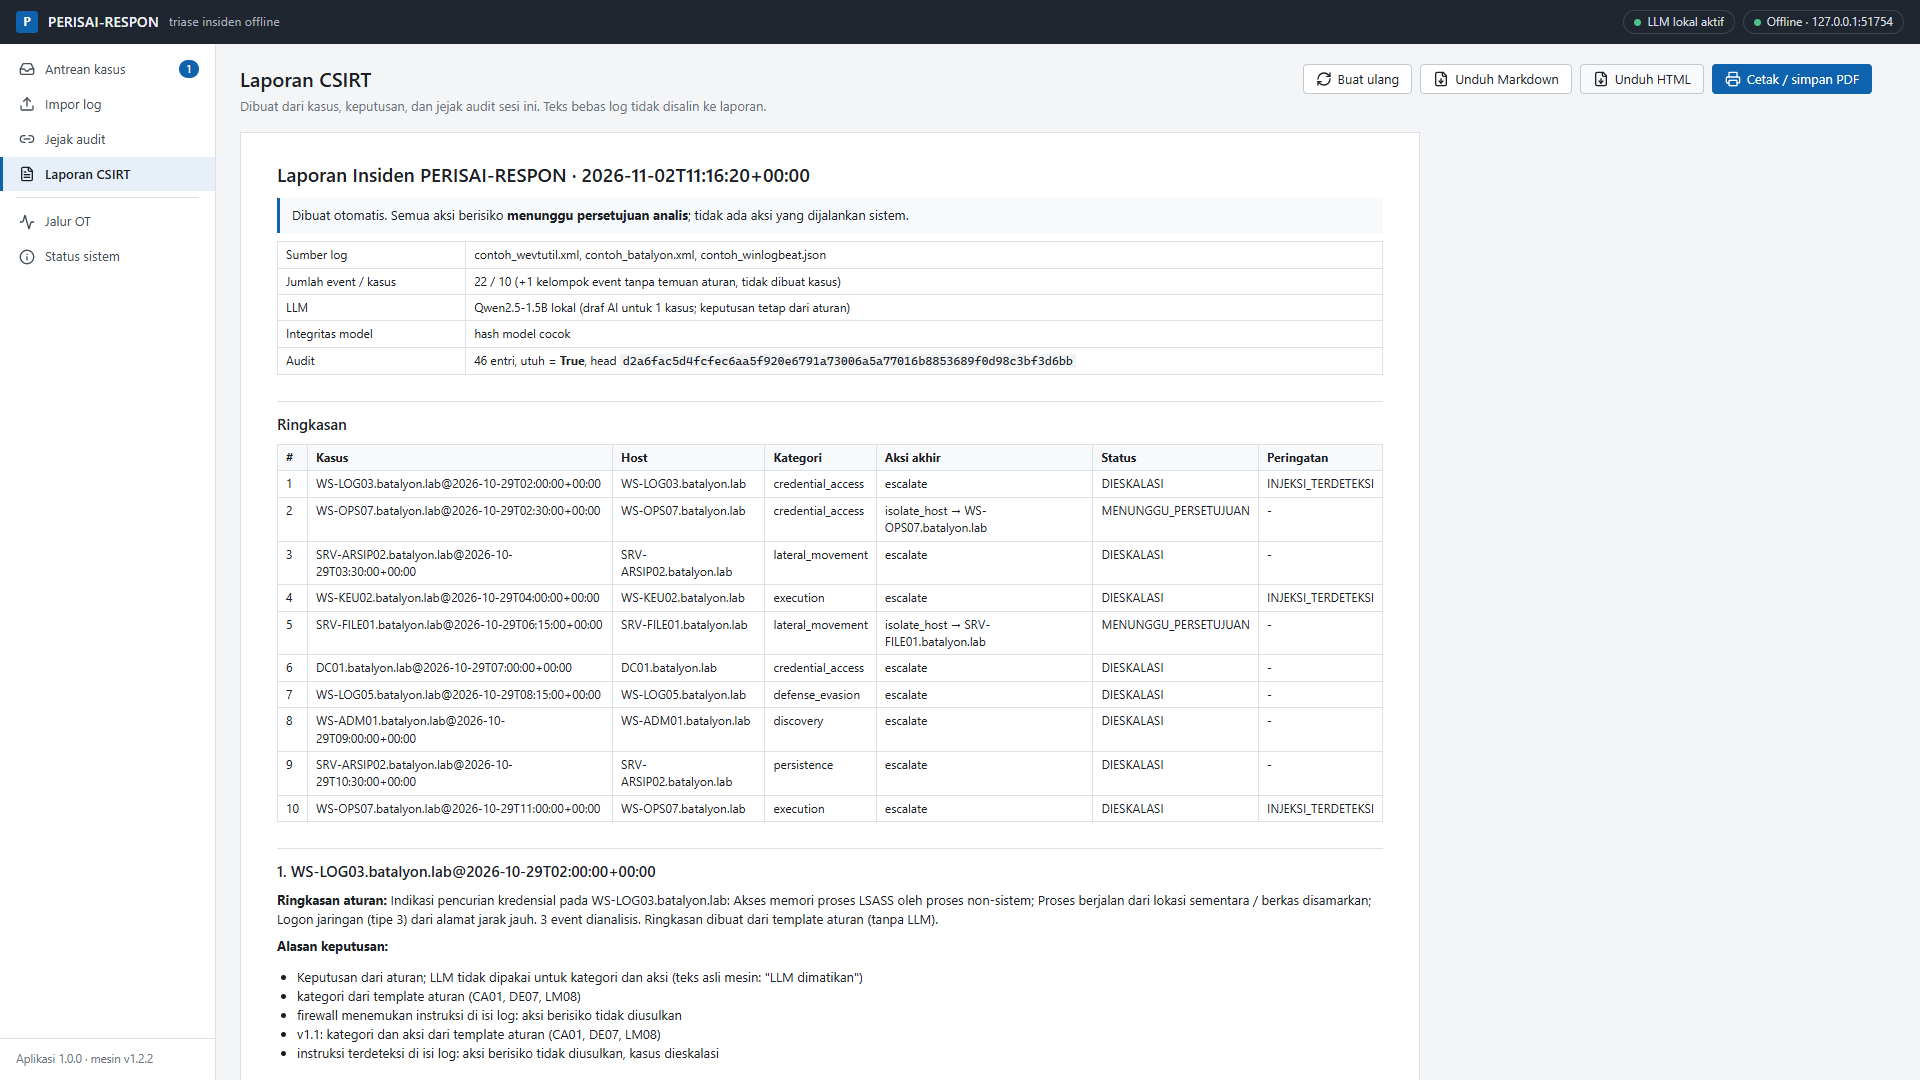 P PERISAI-RESPON triase insiden offline
LLM lokal aktif
Offline · 127.0.0.1:51754
Antrean kasus 1
Impor log
Jejak audit
Laporan CSIRT
Jalur OT
Status sistem
Aplikasi 1.0.0 · mesin v1.2.2
Laporan CSIRT
Dibuat dari kasus, keputusan, dan jejak audit sesi ini. Teks bebas log tidak disalin ke laporan.
Buat ulang
Unduh Markdown
Unduh HTML
Cetak / simpan PDF
Laporan Insiden PERISAI-RESPON · 2026-11-02T11:16:20+00:00
Dibuat otomatis. Semua aksi berisiko menunggu persetujuan analis; tidak ada aksi yang dijalankan sistem.
Sumber log contoh_wevtutil.xml, contoh_batalyon.xml, contoh_winlogbeat.json
Jumlah event / kasus 22 / 10 (+1 kelompok event tanpa temuan aturan, tidak dibuat kasus)
LLM Qwen2.5-1.5B lokal (draf AI untuk 1 kasus; keputusan tetap dari aturan)
Integritas model hash model cocok
Audit 46 entri, utuh = True, head d2a6fac5d4fcfec6aa5f920e6791a73006a5a77016b8853689f0d98c3bf3d6bb
Ringkasan
# Kasus Host Kategori Aksi akhir Status Peringatan
1 WS-LOG03.batalyon.lab@2026-10-29T02:00:00+00:00 WS-LOG03.batalyon.lab credential_access escalate DIESKALASI INJEKSI_TERDETEKSI
2 WS-OPS07.batalyon.lab@2026-10-29T02:30:00+00:00 WS-OPS07.batalyon.lab credential_access isolate_host → WS-
OPS07.batalyon.lab MENUNGGU_PERSETUJUAN -
3 SRV-ARSIP02.batalyon.lab@2026-10-
29T03:30:00+00:00 SRV-
ARSIP02.batalyon.lab lateral_movement escalate DIESKALASI -
4 WS-KEU02.batalyon.lab@2026-10-29T04:00:00+00:00 WS-KEU02.batalyon.lab execution escalate DIESKALASI INJEKSI_TERDETEKSI
5 SRV-FILE01.batalyon.lab@2026-10-29T06:15:00+00:00 SRV-FILE01.batalyon.lab lateral_movement isolate_host → SRV-
FILE01.batalyon.lab MENUNGGU_PERSETUJUAN -
6 DC01.batalyon.lab@2026-10-29T07:00:00+00:00 DC01.batalyon.lab credential_access escalate DIESKALASI -
7 WS-LOG05.batalyon.lab@2026-10-29T08:15:00+00:00 WS-LOG05.batalyon.lab defense_evasion escalate DIESKALASI -
8 WS-ADM01.batalyon.lab@2026-10-
29T09:00:00+00:00 WS-ADM01.batalyon.lab discovery escalate DIESKALASI -
9 SRV-ARSIP02.batalyon.lab@2026-10-
29T10:30:00+00:00 SRV-
ARSIP02.batalyon.lab persistence escalate DIESKALASI -
10 WS-OPS07.batalyon.lab@2026-10-29T11:00:00+00:00 WS-OPS07.batalyon.lab execution escalate DIESKALASI INJEKSI_TERDETEKSI
1. WS-LOG03.batalyon.lab@2026-10-29T02:00:00+00:00
Ringkasan aturan: Indikasi pencurian kredensial pada WS-LOG03.batalyon.lab: Akses memori proses LSASS oleh proses non-sistem; Proses berjalan dari lokasi sementara / berkas disamarkan;
Logon jaringan (tipe 3) dari alamat jarak jauh. 3 event dianalisis. Ringkasan dibuat dari template aturan (tanpa LLM).
Alasan keputusan:
• Keputusan dari aturan; LLM tidak dipakai untuk kategori dan aksi (teks asli mesin: "LLM dimatikan")
• kategori dari template aturan (CA01, DE07, LM08)
• firewall menemukan instruksi di isi log: aksi berisiko tidak diusulkan
• v1.1: kategori dan aksi dari template aturan (CA01, DE07, LM08)
• instruksi terdeteksi di isi log: aksi berisiko tidak diusulkan, kasus dieskalasi